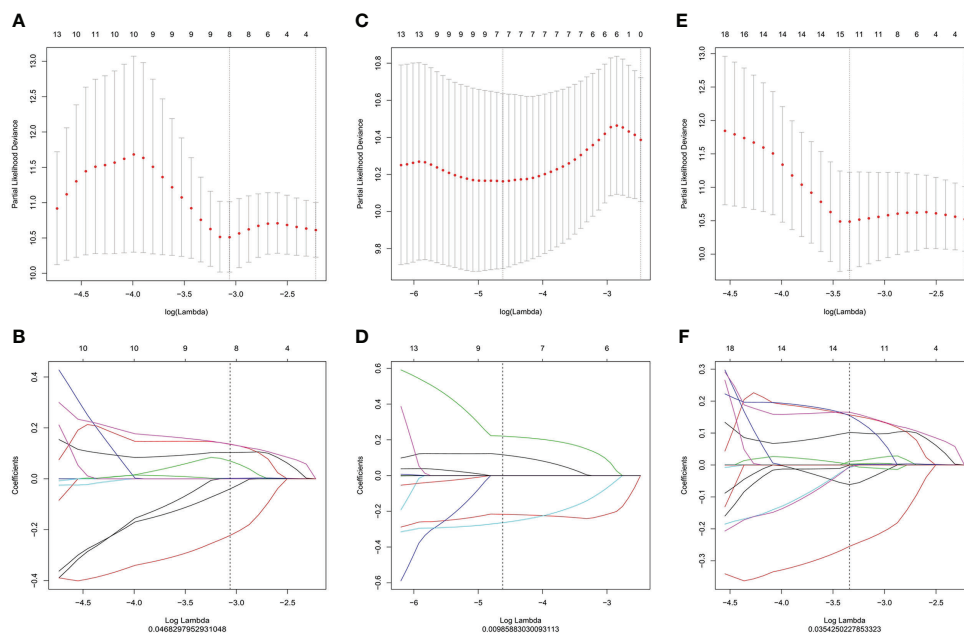 A
13 10 11 10 10 9 9 9 9 8 8 6 4 4
13.0
12.5
12.0
11.5
11.0
10.5
10.0
Partial Likelihood Deviance
−4.5 −4.0 −3.5 −3.0 −2.5
log(Lambda)
C
13 13 9 9 9 9 9 7 7 7 7 7 7 7 6 6 6 1 0
10.8
10.6
10.4
10.2
10.0
9.8
Partial Likelihood Deviance
−6 −5 −4 −3
log(Lambda)
E
18 16 14 14 14 14 14 15 11 11 9 8 6 4 4
13.0
12.5
12.0
11.5
11.0
10.5
10.0
Partial Likelihood Deviance
−4.5 −4.0 −3.5 −3.0 −2.5
log(Lambda)
B
10 10 9 8 4
0.4
0.2
0.0
−0.2
−0.4
Coefficients
−4.5 −4.0 −3.5 −3.0 −2.5
Log Lambda
0.0468297952931048
D
13 9 7 6
0.6
0.4
0.2
0.0
−0.2
−0.4
−0.6
Coefficients
−6 −5 −4 −3
Log Lambda
0.00985883030093113
F
18 14 14 11 4
0.3
0.2
0.1
0.0
−0.1
−0.2
−0.3
Coefficients
−4.5 −4.0 −3.5 −3.0 −2.5
Log Lambda
0.0354250227853323